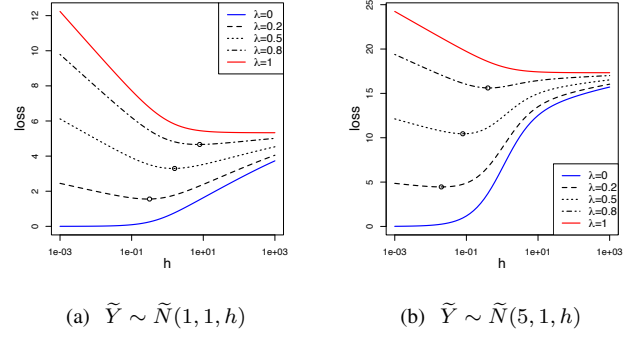 12
10
8
6
4
2
0
loss
1e-03
1e-01
1e+01
1e+03
h
λ=0
λ=0.2
λ=0.5
λ=0.8
λ=1
25
20
15
10
5
0
loss
1e-03
1e-01
1e+01
1e+03
h
λ=0
λ=0.2
λ=0.5
λ=0.8
λ=1
(a) Ỹ ∼ Ñ(1, 1, h)
(b) Ỹ ∼ Ñ(5, 1, h)